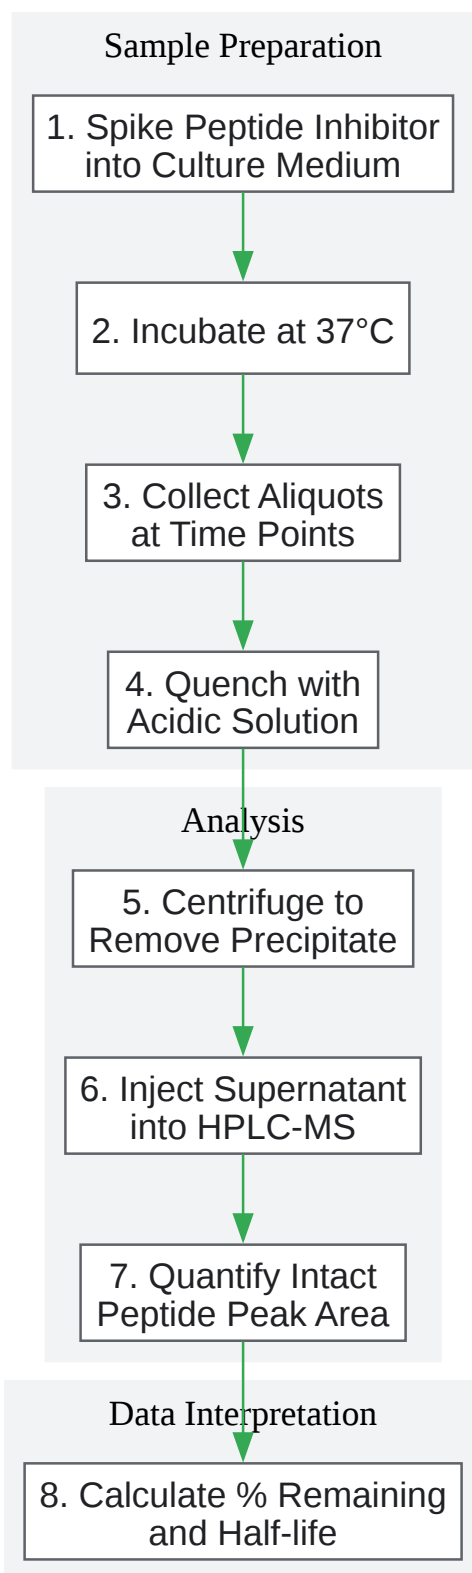 Sample Preparation
1. Spike Peptide Inhibitor
into Culture Medium
2. Incubate at 37°C
3. Collect Aliquots
at Time Points
4. Quench with
Acidic Solution
Analysis
5. Centrifuge to
Remove Precipitate
6. Inject Supernatant
into HPLC-MS
7. Quantify Intact
Peptide Peak Area
Data Interpretation
8. Calculate % Remaining
and Half-life